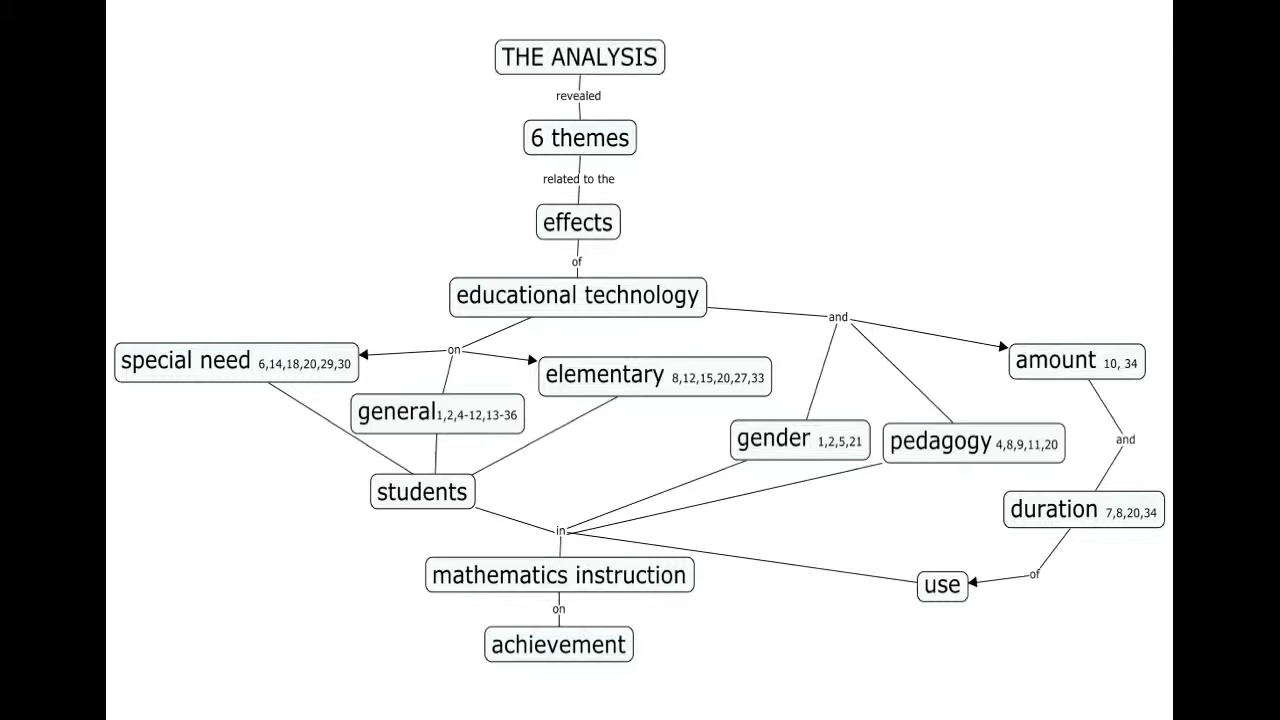 THE ANALYSIS
revealed
6 themes
related to the
effects
of
educational technology
and
on
special need 6,14,18,20,29,30
elementary 8,12,15,20,27,33
amount 10, 34
general1,2,4-12,13-36
gender 1,2,5,21
pedagogy 4,8,9,11,20
and
students
duration 7,8,20,34
in
mathematics instruction
of
use
on
achievement